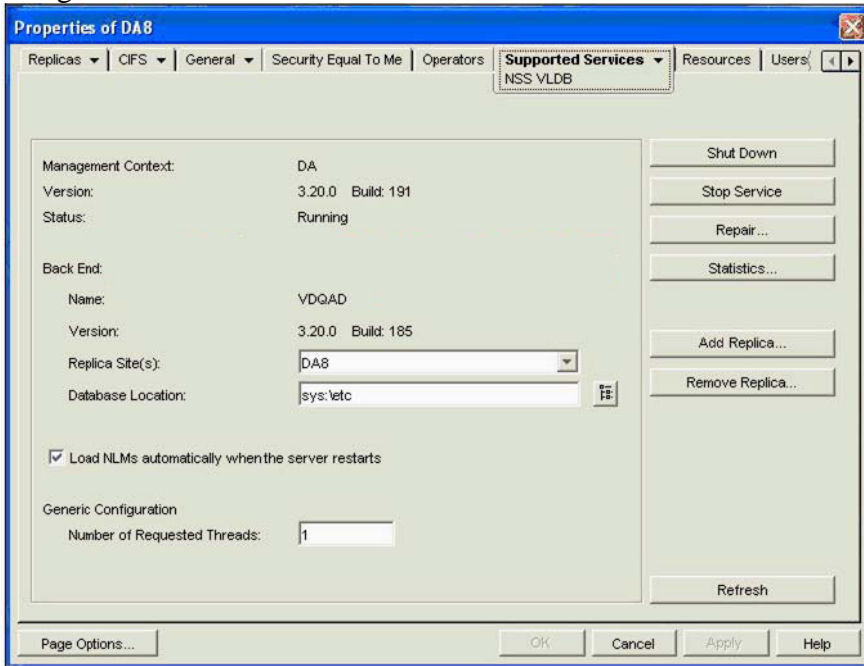 Properties of DA8
Replicas CIFS General Security Equal To Me Operators Supported Services Resources Users
NSS VLDB
Management Context: DA
Version: 3.20.0 Build: 191
Status: Running
Back End:
Name: VDQAD
Version: 3.20.0 Build: 185
Replica Site(s): DA8
Database Location: sys:\etc
Load NLMs automatically when the server restarts
Generic Configuration
Number of Requested Threads: 1
Shut Down
Stop Service
Repair...
Statistics...
Add Replica...
Remove Replica...
Refresh
Page Options... OK Cancel Apply Help